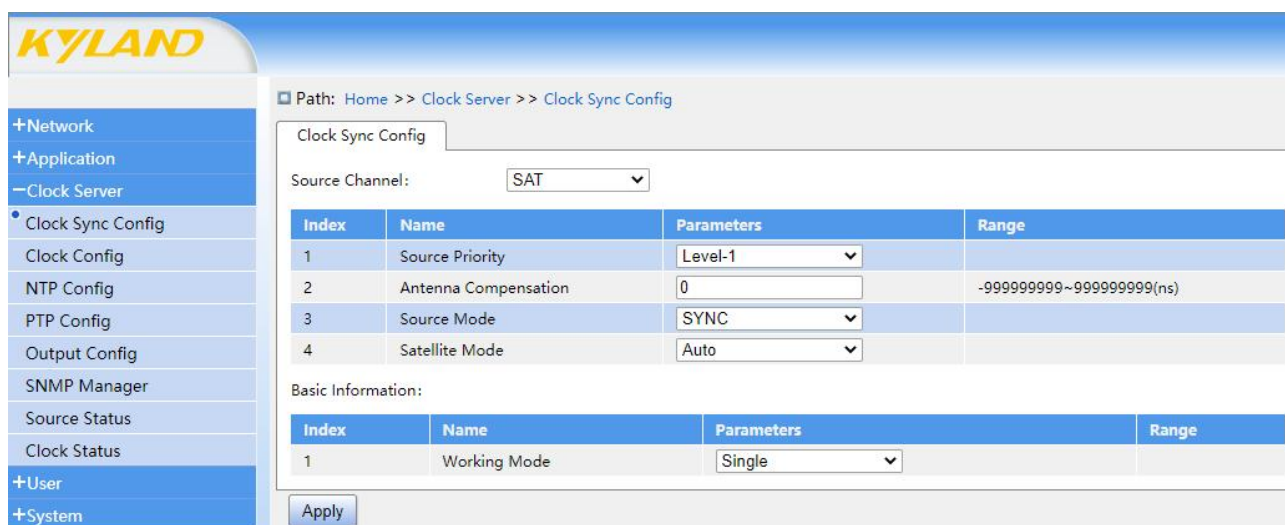 KYLAND
Path: Home >> Clock Server >> Clock Sync Config
+Network
+Application
−Clock Server
Clock Sync Config
Clock Config
NTP Config
PTP Config
Output Config
SNMP Manager
Source Status
Clock Status
+User
+System
Clock Sync Config
Source Channel: SAT
Index Name Parameters Range
1 Source Priority Level-1
2 Antenna Compensation 0 -999999999~999999999(ns)
3 Source Mode SYNC
4 Satellite Mode Auto
Basic Information:
Index Name Parameters Range
1 Working Mode Single
Apply